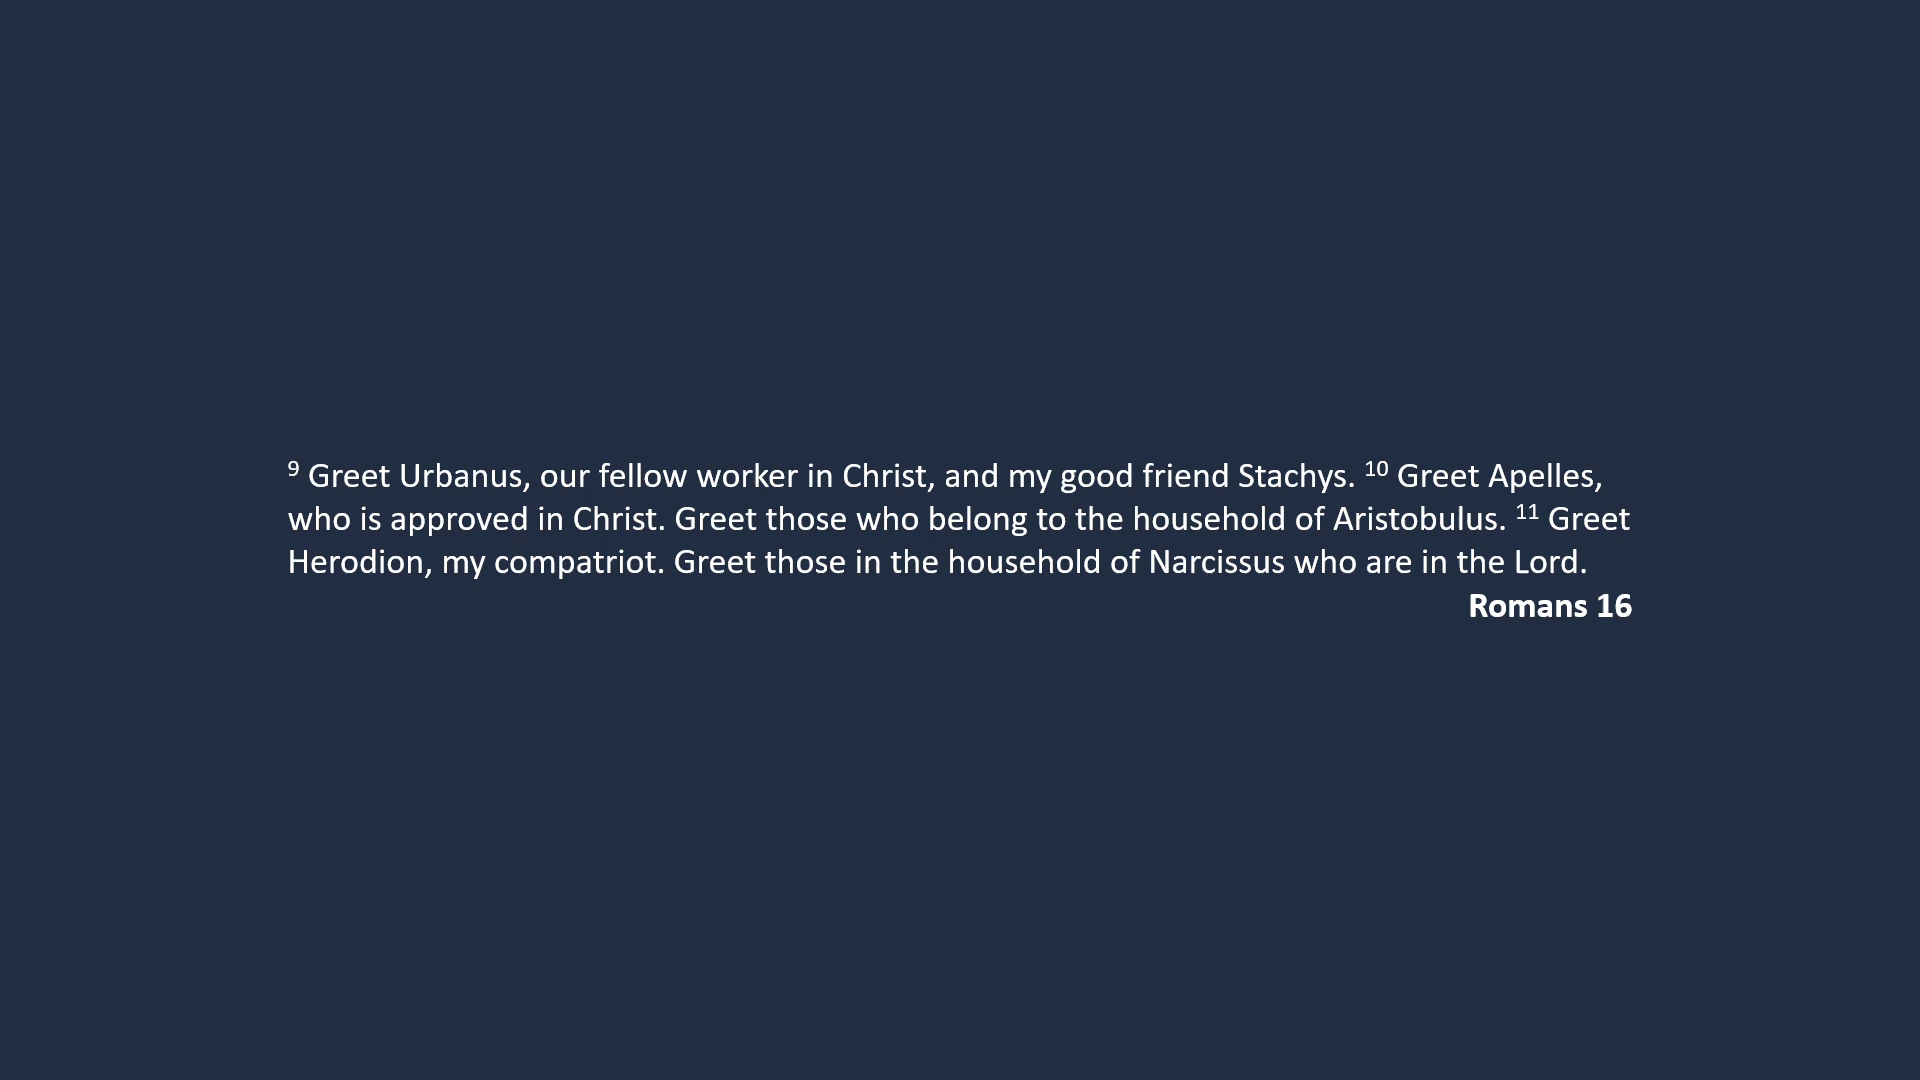 ⁹ Greet Urbanus, our fellow worker in Christ, and my good friend Stachys. ¹⁰ Greet Apelles,
who is approved in Christ. Greet those who belong to the household of Aristobulus. ¹¹ Greet
Herodion, my compatriot. Greet those in the household of Narcissus who are in the Lord.
Romans 16